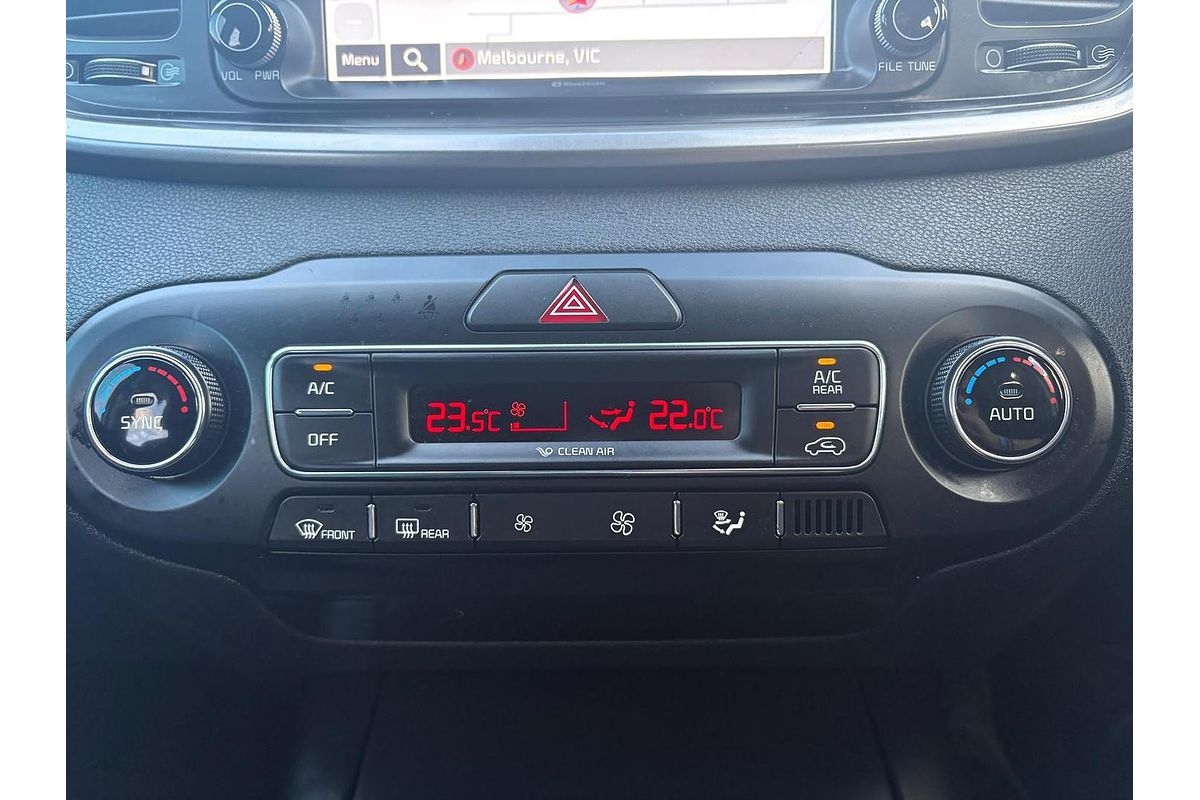 VOL PWR
Menu
Melbourne, VIC
FILE TUNE
Bluetooth
A/C
OFF
SYNC
23.5°C
22.0°C
CLEAN AIR
A/C
REAR
AUTO
FRONT
REAR